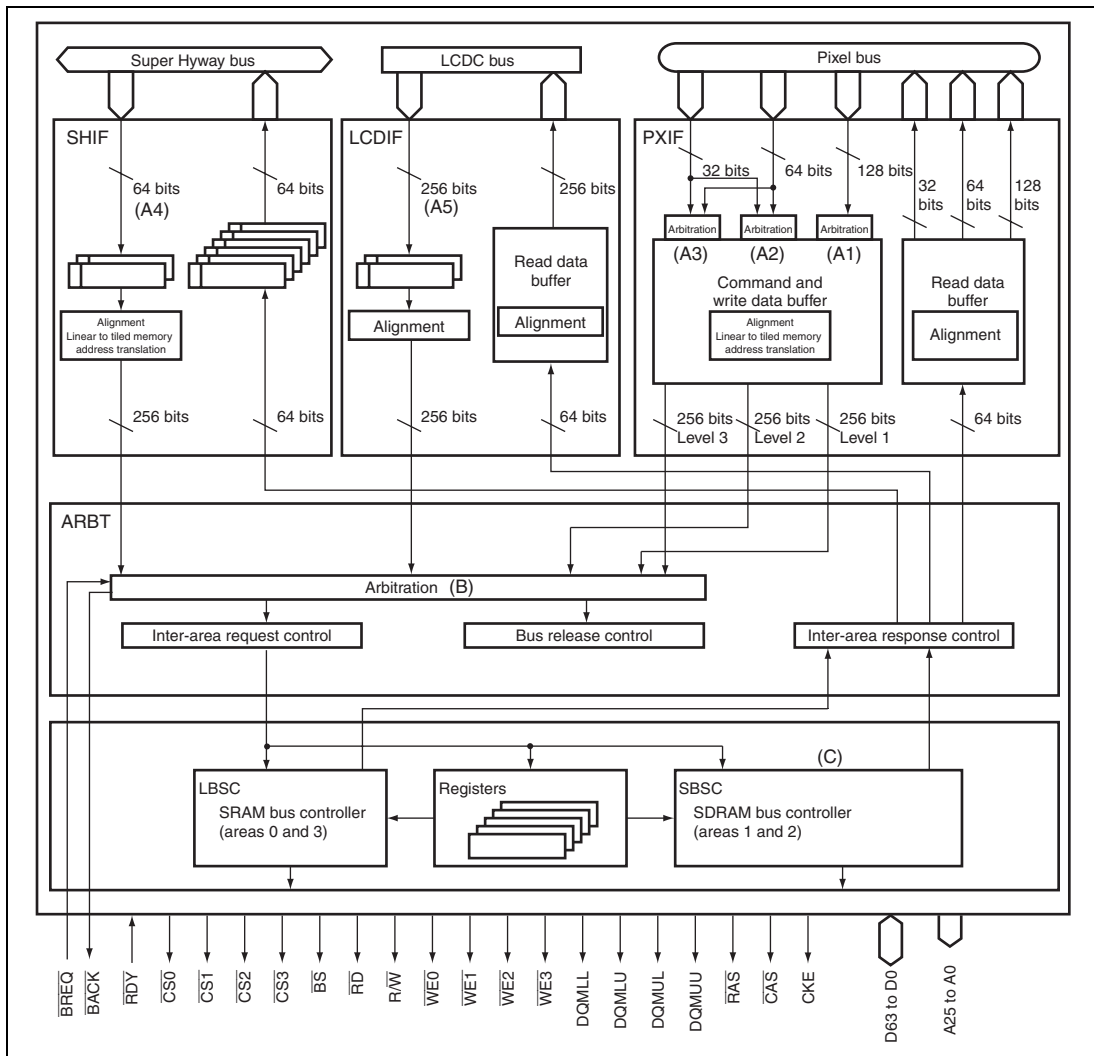 Super Hyway bus
LCDC bus
Pixel bus
SHIF
LCDIF
PXIF
64 bits
(A4)
64 bits
256 bits
(A5)
256 bits
32 bits
64 bits
128 bits
32
bits
64
bits
128
bits
Arbitration
Arbitration
Arbitration
(A3)
(A2)
(A1)
Alignment
Linear to tiled memory
address translation
Alignment
Read data
buffer
Alignment
Command and
write data buffer
Alignment
Linear to tiled memory
address translation
Read data
buffer
Alignment
256 bits
64 bits
256 bits
64 bits
256 bits
Level 3
256 bits
Level 2
256 bits
Level 1
64 bits
ARBT
Arbitration (B)
Inter-area request control
Bus release control
Inter-area response control
(C)
LBSC
SRAM bus controller
(areas 0 and 3)
Registers
SBSC
SDRAM bus controller
(areas 1 and 2)
BREQ
BACK
RDY
CS0
CS1
CS2
CS3
BS
RD
R/W
WE0
WE1
WE2
WE3
DQMLL
DQMLU
DQMUL
DQMUU
RAS
CAS
CKE
D63 to D0
A25 to A0